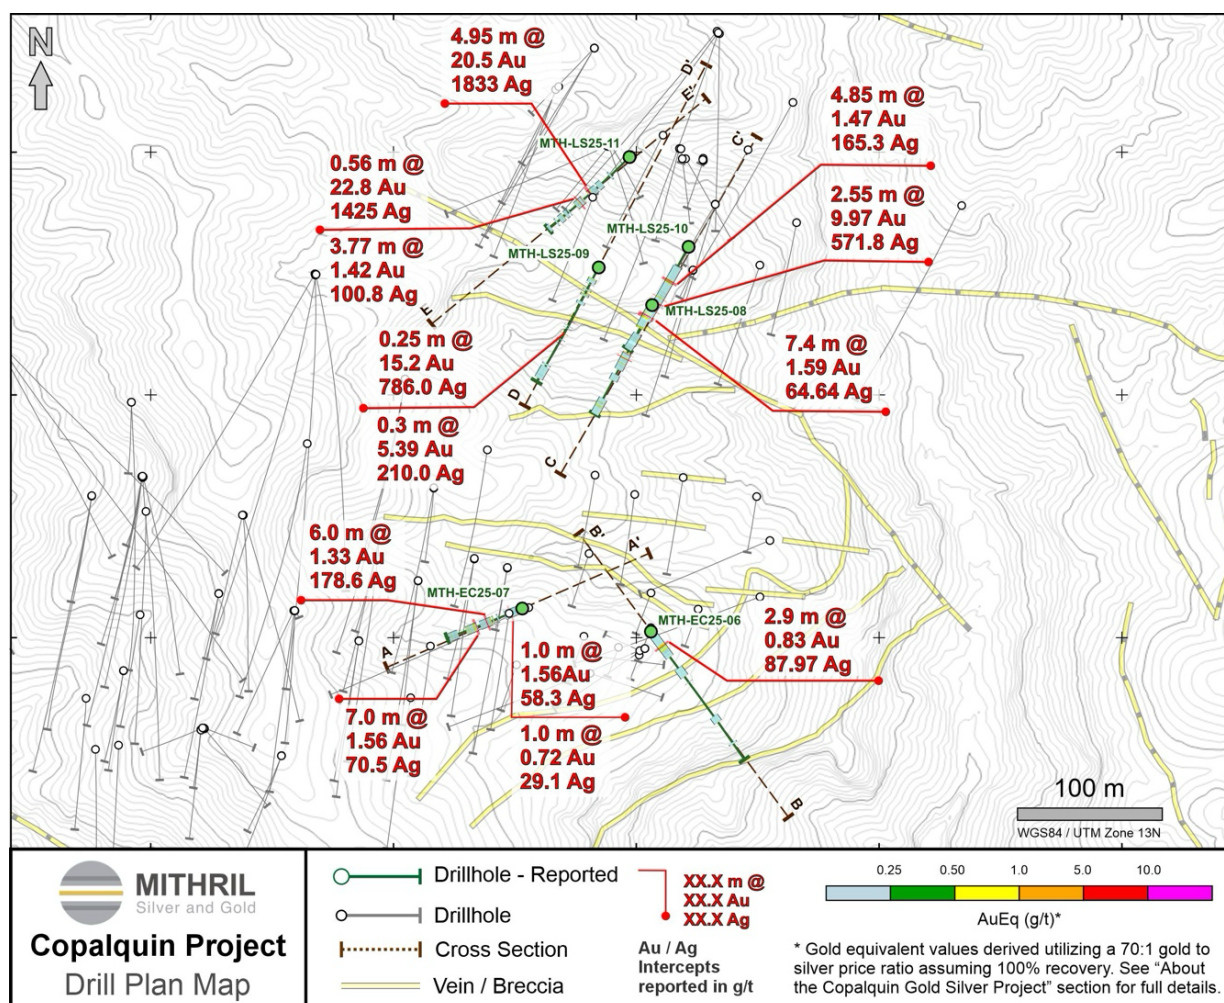 N
4.95 m @
20.5 Au
1833 Ag
D'
E'
C'
4.85 m @
1.47 Au
165.3 Ag
MTH-LS25-11
0.56 m @
22.8 Au
1425 Ag
2.55 m @
9.97 Au
571.8 Ag
MTH-LS25-10
3.77 m @
1.42 Au
100.8 Ag
MTH-LS25-09
E
MTH-LS25-08
0.25 m @
15.2 Au
786.0 Ag
7.4 m @
1.59 Au
64.64 Ag
D
0.3 m @
5.39 Au
210.0 Ag
C
6.0 m @
1.33 Au
178.6 Ag
B'
A'
MTH-EC25-07
MTH-EC25-06
2.9 m @
0.83 Au
87.97 Ag
A
1.0 m @
1.56Au
58.3 Ag
7.0 m @
1.56 Au
70.5 Ag
1.0 m @
0.72 Au
29.1 Ag
B
100 m
WGS84 / UTM Zone 13N
MITHRIL
Silver and Gold
Copalquin Project
Drill Plan Map
Drillhole - Reported
Drillhole
Cross Section
Vein / Breccia
XX.X m @
XX.X Au
XX.X Ag
Au / Ag
Intercepts
reported in g/t
0.25 0.50 1.0 5.0 10.0
AuEq (g/t)*
* Gold equivalent values derived utilizing a 70:1 gold to
silver price ratio assuming 100% recovery. See "About
the Copalquin Gold Silver Project" section for full details.